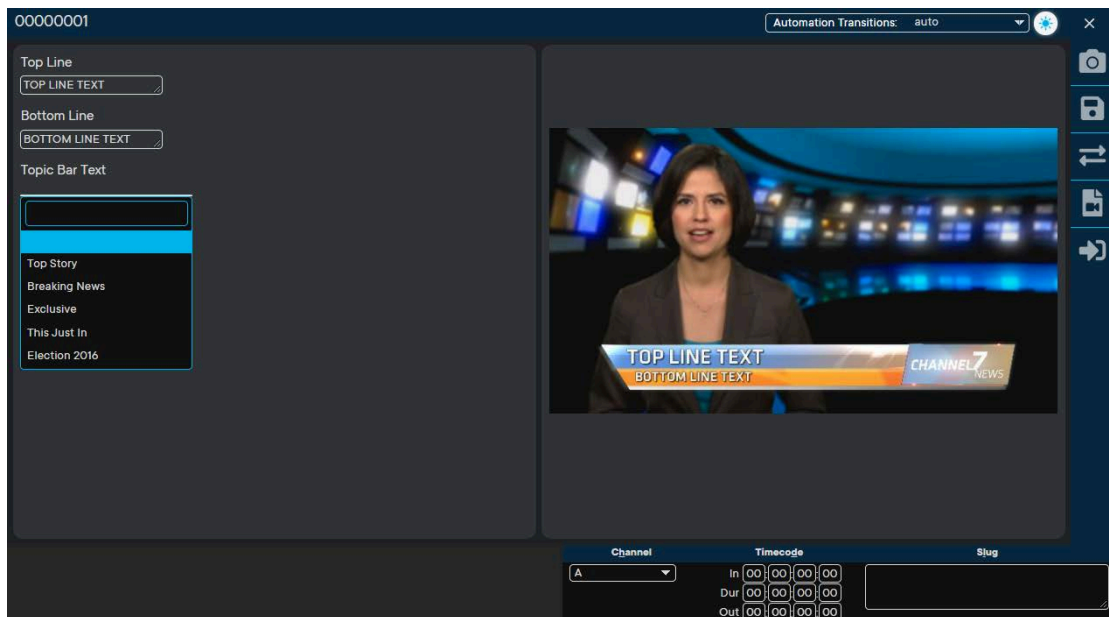 00000001
Automation Transitions: auto
Top Line
TOP LINE TEXT
Bottom Line
BOTTOM LINE TEXT
Topic Bar Text
Top Story
Breaking News
Exclusive
This Just In
Election 2016
TOP LINE TEXT
BOTTOM LINE TEXT
CHANNEL 7
NEWS
Channel Timecode Slug
A
In 00:00:00:00
Dur 00:00:00:00
Out 00:00:00:00